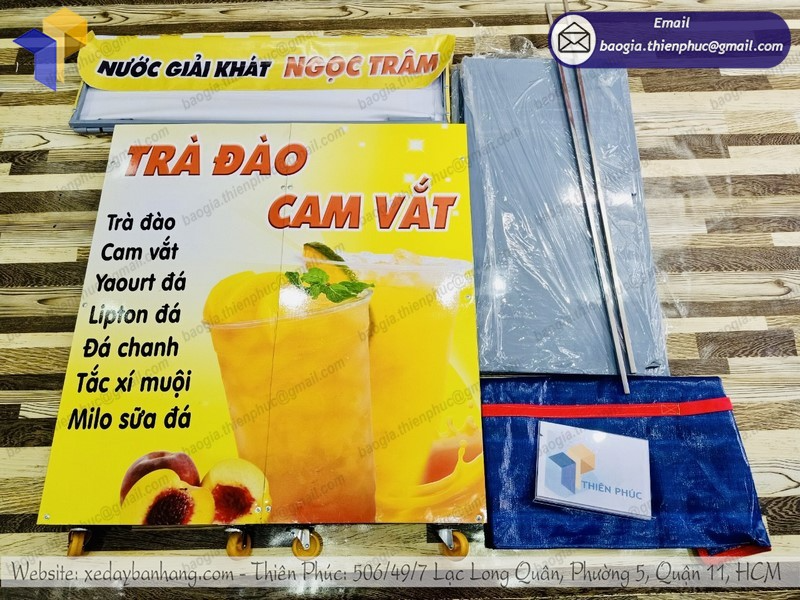 Email
baogia.thienphuc@gmail.com
NƯỚC GIẢI KHÁT NGỌC TRÂM
TRÀ ĐÀO
CAM VẮT
Trà đào
Cam vắt
Yaourt đá
Lipton đá
Đá chanh
Tắc xí muội
Milo sữa đá
THIÊN PHÚC
Website: xedaybanhang.com - Thiên Phúc: 506/49/7 Lạc Long Quân, Phường 5, Quận 11, HCM